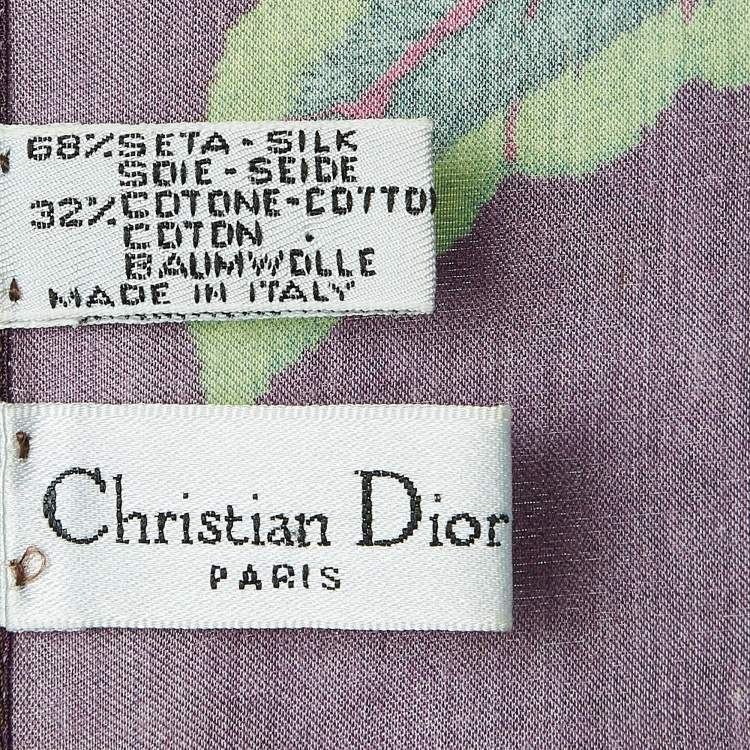 68% SETA - SILK
SOIE - SEIDE
32% COTONE - COTTO
COTON
BAUMWOLLE
MADE IN ITALY
Christian Dior
PARIS